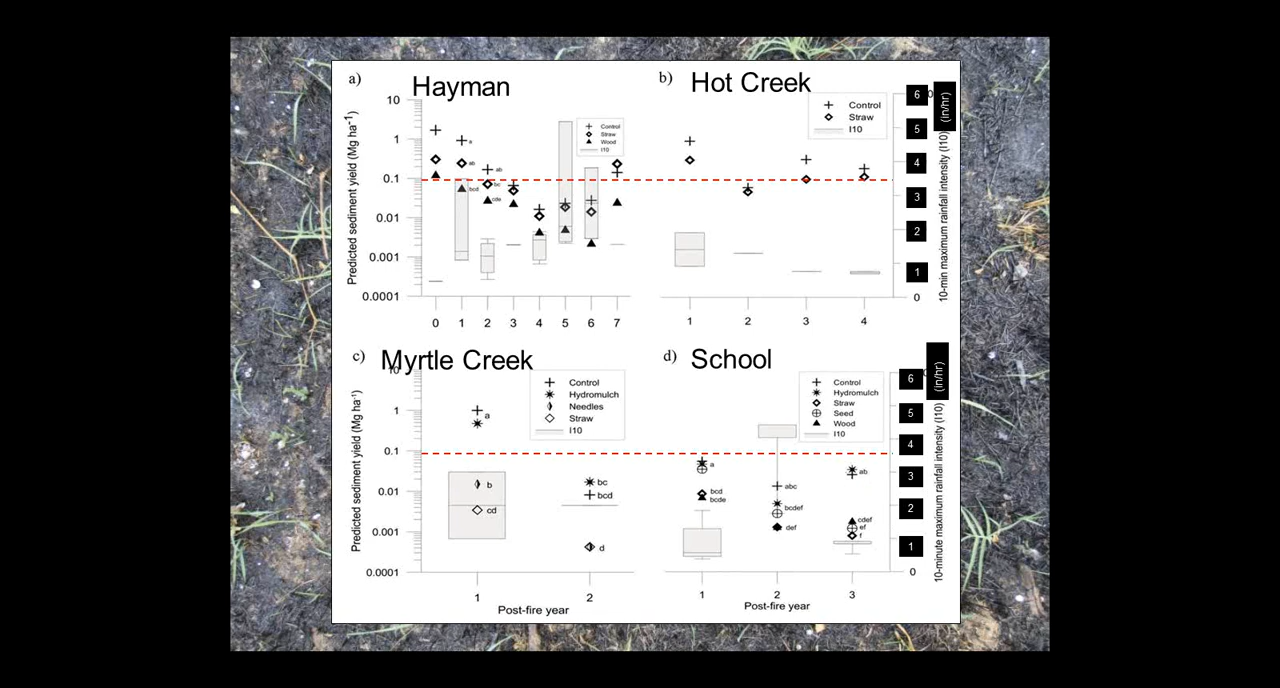 a)
Hayman
Predicted sediment yield (Mg ha⁻¹)
10
1
0.1
0.01
0.001
0.0001
Control
Straw
Wood
I10
a
ab
bcd
ab
bc
cde
0 1 2 3 4 5 6 7
b)
Hot Creek
Control
Straw
I10
1 2 3 4
6
5
4
3
2
1
0
(in/hr)
10-min maximum rainfall intensity (I10)
c)
Myrtle Creek
Predicted sediment yield (Mg ha⁻¹)
10
1
0.1
0.01
0.001
0.0001
Control
Hydromulch
Needles
Straw
I10
a
b
cd
bc
bcd
d
1 2
Post-fire year
d)
School
Control
Hydromulch
Straw
Seed
Wood
I10
a
bcd
bcde
abc
bcdef
def
ab
cdef
ef
f
1 2 3
Post-fire year
6
5
4
3
2
1
0
(in/hr)
10-minute maximum rainfall intensity (I10)